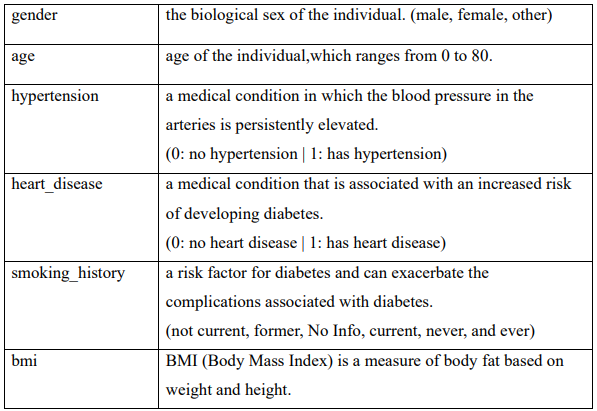 gender the biological sex of the individual. (male, female, other)
age age of the individual,which ranges from 0 to 80.
hypertension a medical condition in which the blood pressure in the
arteries is persistently elevated.
(0: no hypertension | 1: has hypertension)
heart_disease a medical condition that is associated with an increased risk
of developing diabetes.
(0: no heart disease | 1: has heart disease)
smoking_history a risk factor for diabetes and can exacerbate the
complications associated with diabetes.
(not current, former, No Info, current, never, and ever)
bmi BMI (Body Mass Index) is a measure of body fat based on
weight and height.